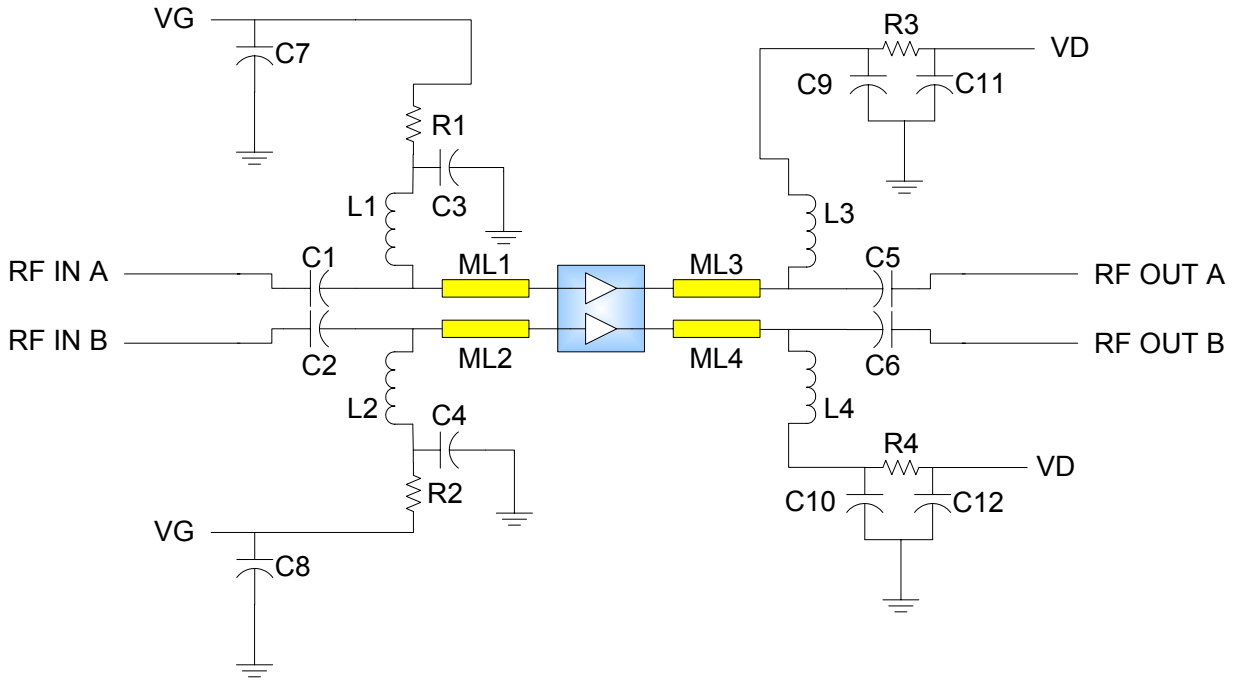 VG
C7
R1
C3
L1
R3
VD
C9
C11
L3
RF IN A
C1
ML1
ML3
C5
RF OUT A
RF IN B
C2
ML2
ML4
C6
RF OUT B
L2
C4
R2
L4
R4
VD
C10
C12
VG
C8